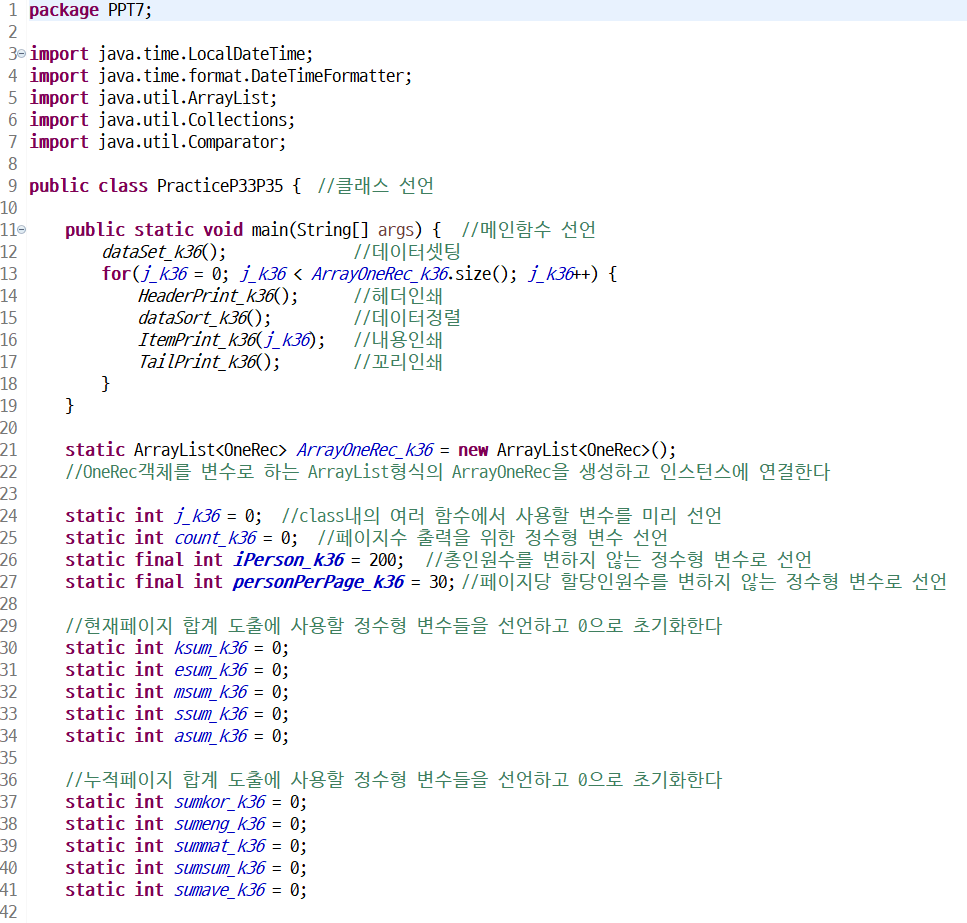 1 package PPT7;
2
3 import java.time.LocalDateTime;
4 import java.time.format.DateTimeFormatter;
5 import java.util.ArrayList;
6 import java.util.Collections;
7 import java.util.Comparator;
8
9 public class PracticeP33P35 { //클래스 선언
10
11 public static void main(String[] args) { //메인함수 선언
12 dataSet_k36(); //데이터셋팅
13 for(j_k36 = 0; j_k36 < ArrayOneRec_k36.size(); j_k36++) {
14 HeaderPrint_k36(); //헤더인쇄
15 dataSort_k36(); //데이터정렬
16 ItemPrint_k36(j_k36); //내용인쇄
17 TailPrint_k36(); //꼬리인쇄
18 }
19 }
20
21 static ArrayList<OneRec> ArrayOneRec_k36 = new ArrayList<OneRec>();
22 //OneRec객체를 변수로 하는 ArrayList형식의 ArrayOneRec을 생성하고 인스턴스에 연결한다
23
24 static int j_k36 = 0; //class내의 여러 함수에서 사용할 변수를 미리 선언
25 static int count_k36 = 0; //페이지수 출력을 위한 정수형 변수 선언
26 static final int iPerson_k36 = 200; //총인원수를 변하지 않는 정수형 변수로 선언
27 static final int personPerPage_k36 = 30; //페이지당 할당인원수를 변하지 않는 정수형 변수로 선언
28
29 //현재페이지 합계 도출에 사용할 정수형 변수들을 선언하고 0으로 초기화한다
30 static int ksum_k36 = 0;
31 static int esum_k36 = 0;
32 static int msum_k36 = 0;
33 static int ssum_k36 = 0;
34 static int asum_k36 = 0;
35
36 //누적페이지 합계 도출에 사용할 정수형 변수들을 선언하고 0으로 초기화한다
37 static int sumkor_k36 = 0;
38 static int sumeng_k36 = 0;
39 static int summat_k36 = 0;
40 static int sumsum_k36 = 0;
41 static int sumave_k36 = 0;
42